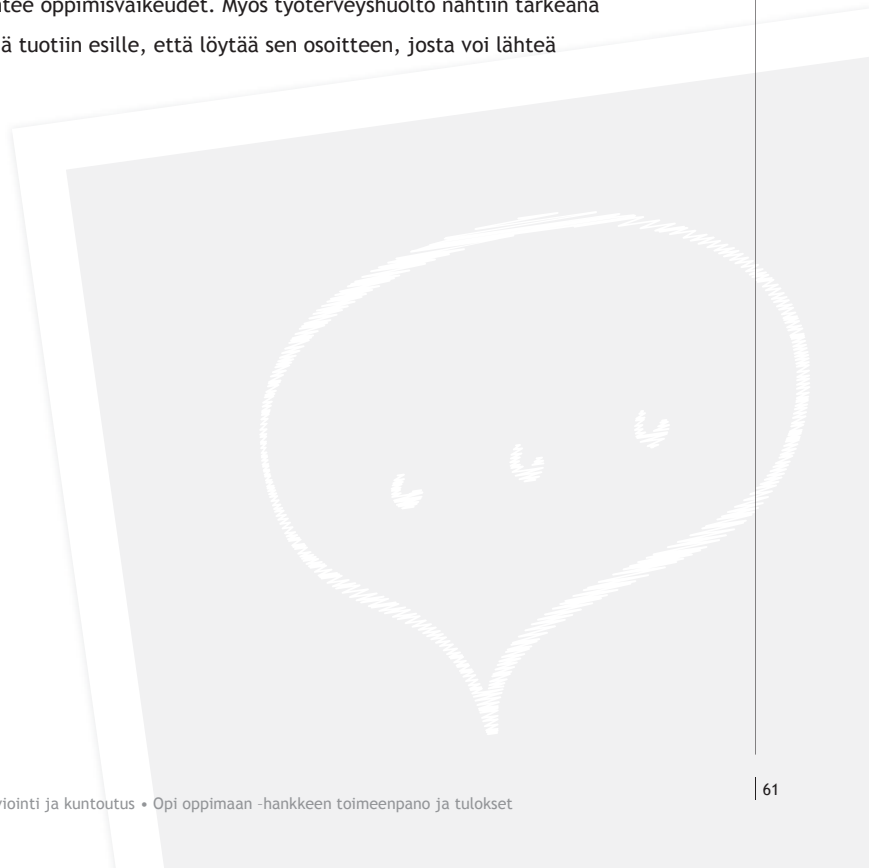 ntee oppimisvaikeudet. Myös työterveyshuolto nähtiin tärkeänä
ä tuotiin esille, että löytää sen osoitteen, josta voi lähteä
viointi ja kuntoutus • Opi oppimaan -hankkeen toimeenpano ja tulokset
61